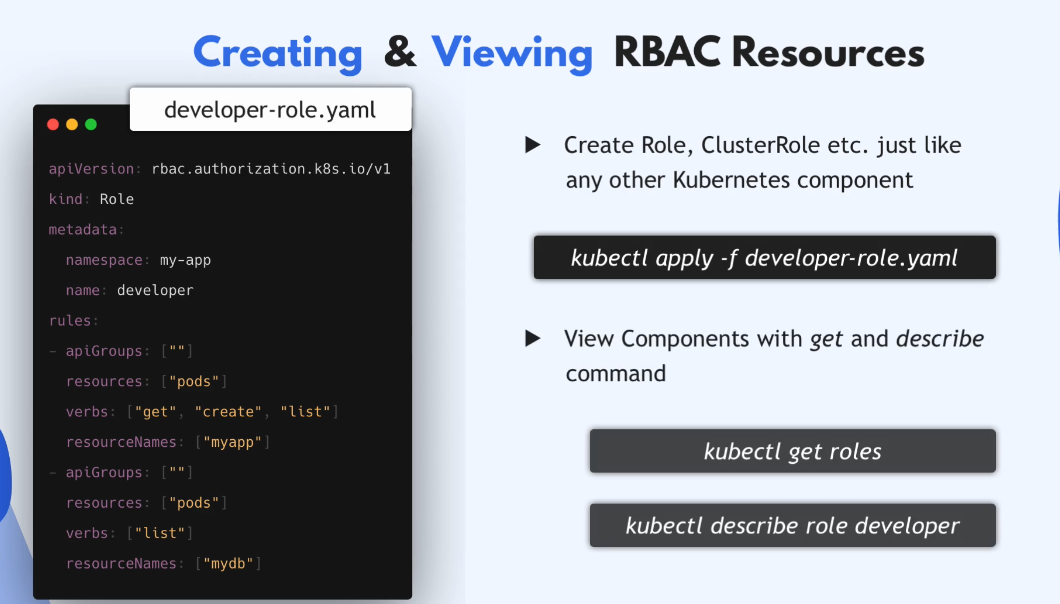 Creating & Viewing RBAC Resources
developer-role.yaml
apiVersion: rbac.authorization.k8s.io/v1
kind: Role
metadata:
  namespace: my-app
  name: developer
rules:
- apiGroups: [""]
  resources: ["pods"]
  verbs: ["get", "create", "list"]
  resourceNames: ["myapp"]
- apiGroups: [""]
  resources: ["pods"]
  verbs: ["list"]
  resourceNames: ["mydb"]
▶ Create Role, ClusterRole etc. just like
any other Kubernetes component
kubectl apply -f developer-role.yaml
▶ View Components with get and describe
command
kubectl get roles
kubectl describe role developer